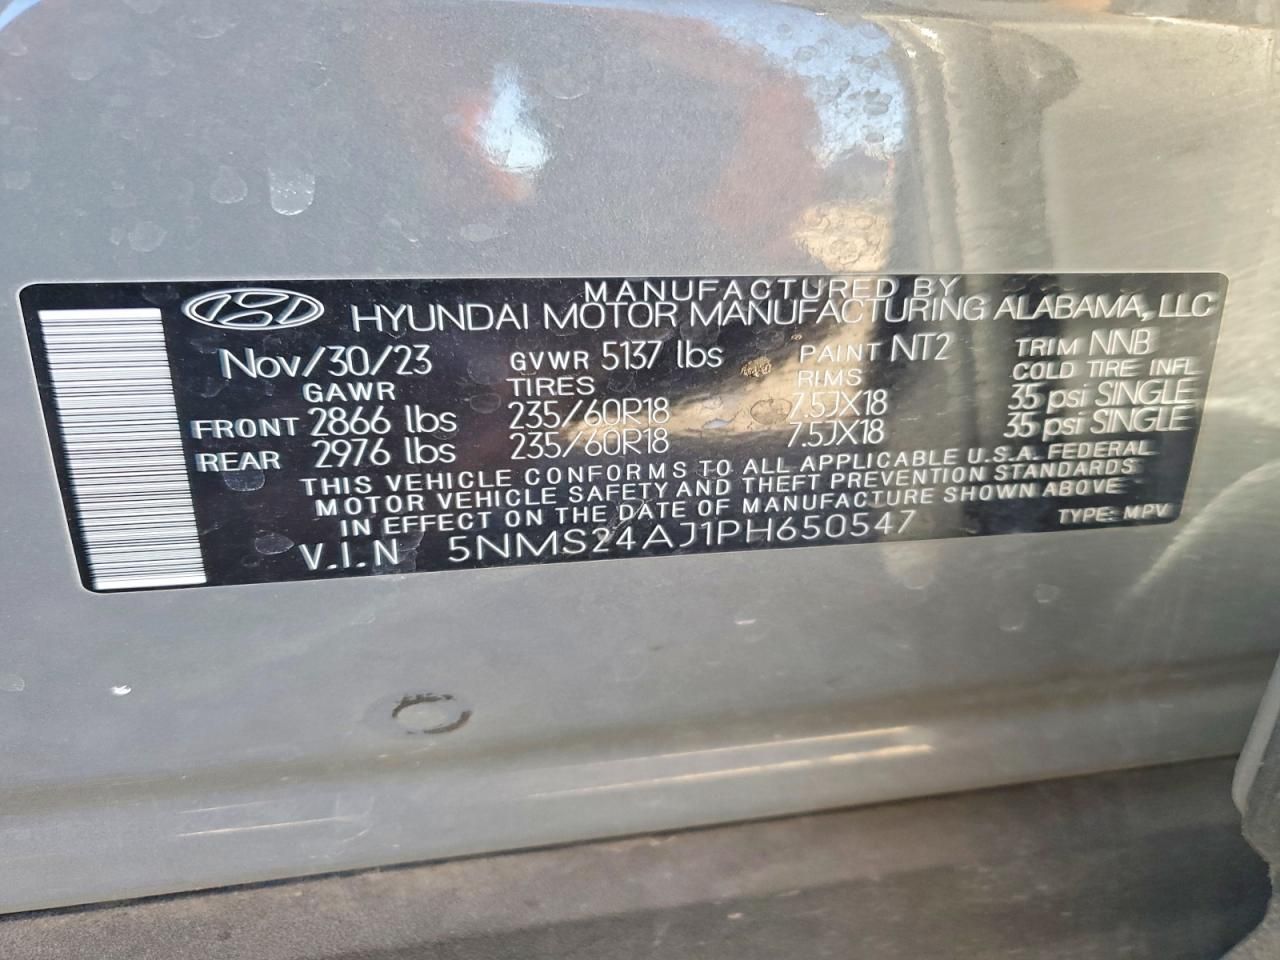 MANUFACTURED BY
HYUNDAI MOTOR MANUFACTURING ALABAMA, LLC
Nov/30/23 GVWR 5137 lbs PAINT NT2 TRIM NNB
GAWR TIRES RIMS COLD TIRE INFL
FRONT 2866 lbs 235/60R18 7.5JX18 35 psi SINGLE
REAR 2976 lbs 235/60R18 7.5JX18 35 psi SINGLE
THIS VEHICLE CONFORMS TO ALL APPLICABLE U.S.A. FEDERAL
MOTOR VEHICLE SAFETY AND THEFT PREVENTION STANDARDS
IN EFFECT ON THE DATE OF MANUFACTURE SHOWN ABOVE
V.I.N 5NMS24AJ1PH650547 TYPE: MPV